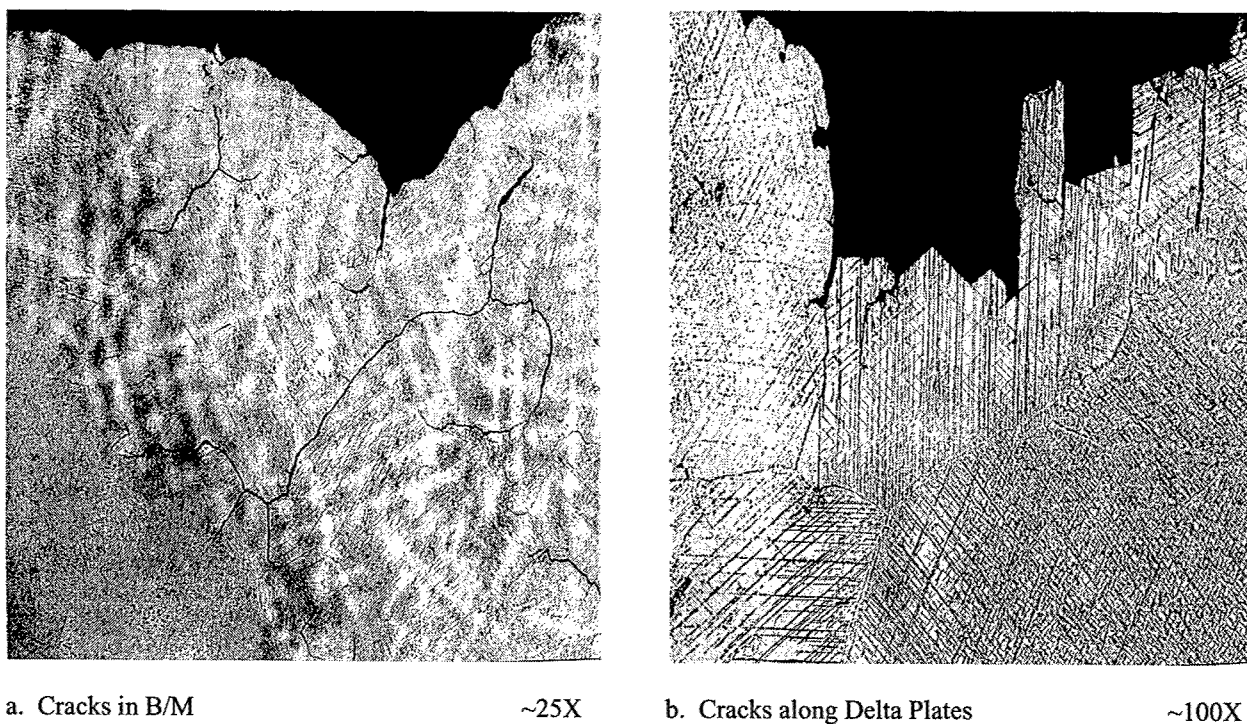 a. Cracks in B/M ~25X b. Cracks along Delta Plates ~100X